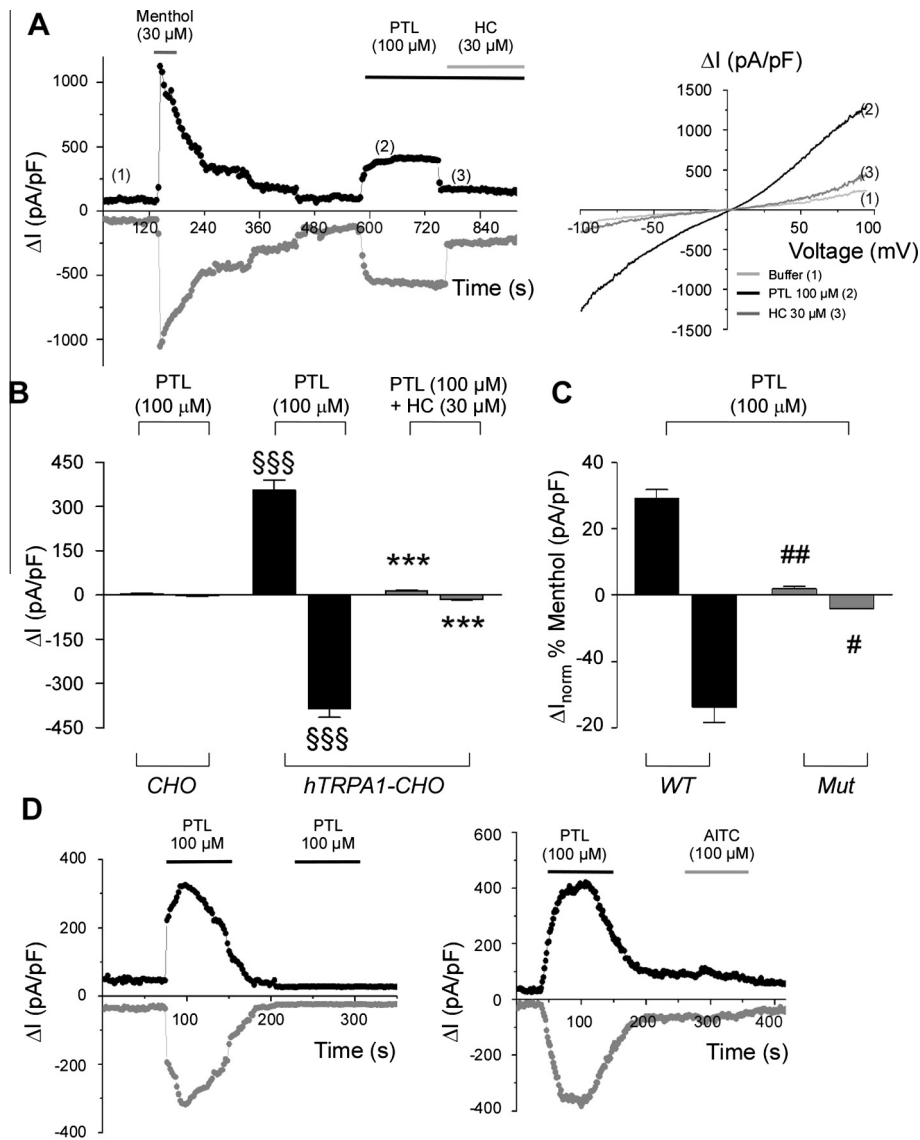 A
Menthol
(30 µM)
PTL
(100 µM)
HC
(30 µM)
1000
500
250
0
-500
-1000
ΔI (pA/pF)
(1)
(2)
(3)
120 240 360 480 600 720 840
Time (s)
ΔI (pA/pF)
1500
1250
1000
500
250
0
-250
-500
-1000
-1250
-1500
-100 -50 50 100
Voltage (mV)
(2)
(3)
(1)
Buffer (1)
PTL 100 µM (2)
HC 30 µM (3)
B
PTL
(100 µM)
PTL
(100 µM)
PTL (100 µM)
+ HC (30 µM)
450
300
150
0
-150
-300
-450
ΔI (pA/pF)
§§§
§§§
***
***
CHO
hTRPA1-CHO
C
PTL
(100 µM)
40
20
0
-40
-20
ΔInorm % Menthol (pA/pF)
##
#
WT
Mut
D
PTL
100 µM
PTL
100 µM
400
300
200
0
-200
-300
-400
ΔI (pA/pF)
100 200 300
Time (s)
PTL
(100 µM)
AITC
(100 µM)
600
400
200
0
-200
-400
ΔI (pA/pF)
100 200 300 400
Time (s)